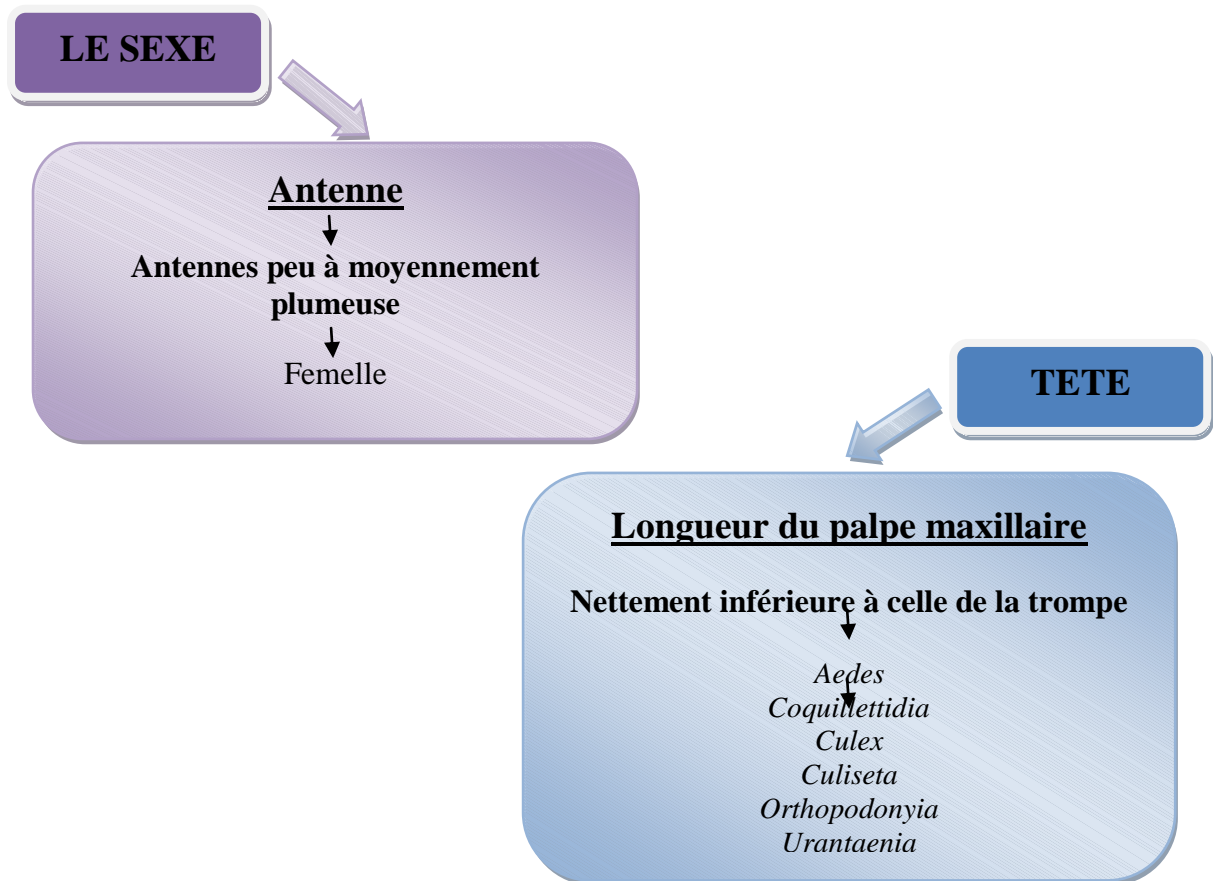 LE SEXE
Antenne
Antennes peu à moyennement
plumeuse
Femelle
TETE
Longueur du palpe maxillaire
Nettement inférieure à celle de la trompe
Aedes
Coquillettidia
Culex
Culiseta
Orthopodonyia
Urantaenia